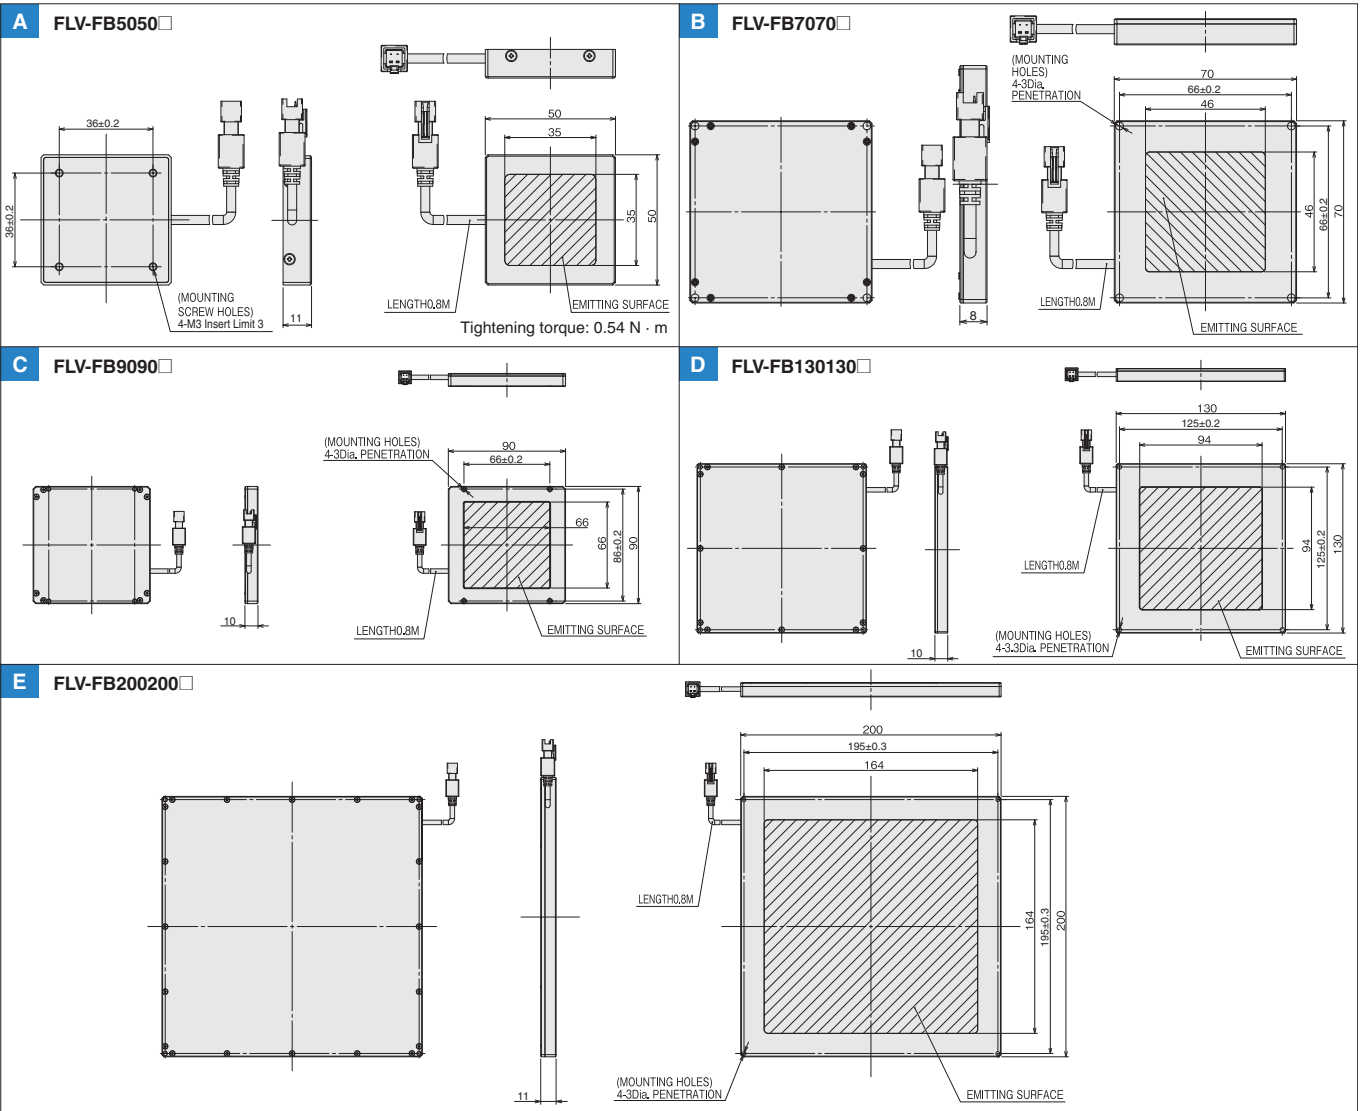 A FLV-FB5050□
36±0.2
36±0.2
(MOUNTING
SCREW HOLES)
4-M3 Insert Limit 3
11
50
35
35
50
LENGTH0.8M
EMITTING SURFACE
Tightening torque: 0.54 N · m
B FLV-FB7070□
(MOUNTING
HOLES)
4-3Dia.
PENETRATION
70
66±0.2
46
46
66±0.2
70
8
LENGTH0.8M
EMITTING SURFACE
C FLV-FB9090□
(MOUNTING HOLES)
4-3Dia. PENETRATION
90
66±0.2
66
66
86±0.2
90
10
LENGTH0.8M
EMITTING SURFACE
D FLV-FB130130□
130
125±0.2
94
94
125±0.2
130
LENGTH0.8M
(MOUNTING HOLES)
4-3.3Dia. PENETRATION
10
EMITTING SURFACE
E FLV-FB200200□
200
195±0.3
164
164
195±0.3
200
LENGTH0.8M
11
(MOUNTING HOLES)
4-3Dia. PENETRATION
EMITTING SURFACE